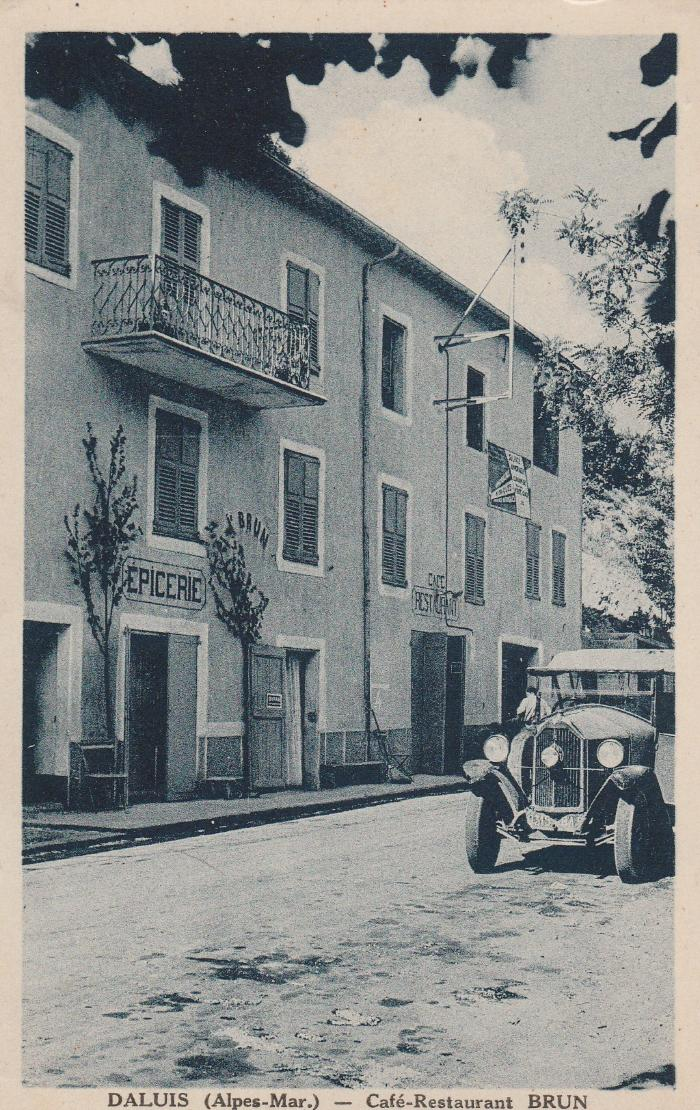 BRUN
ÉPICERIE
CAFÉ
RESTAURANT
DALUIS (Alpes-Mar.) — Café-Restaurant BRUN